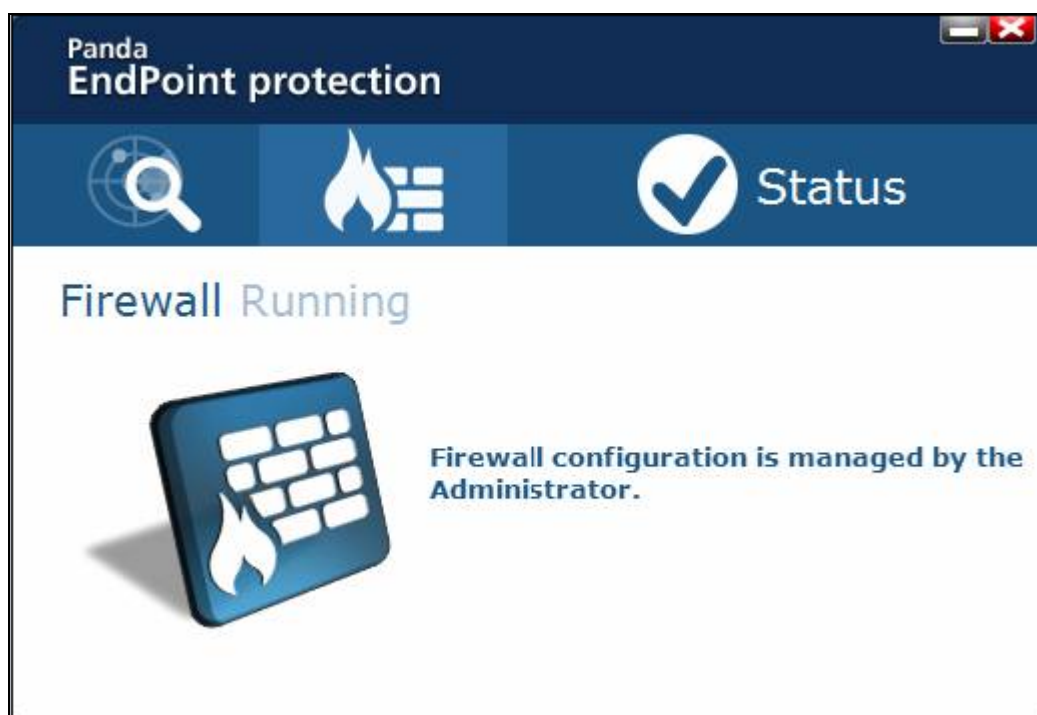 Panda
EndPoint protection
Status
Firewall Running
Firewall configuration is managed by the
Administrator.